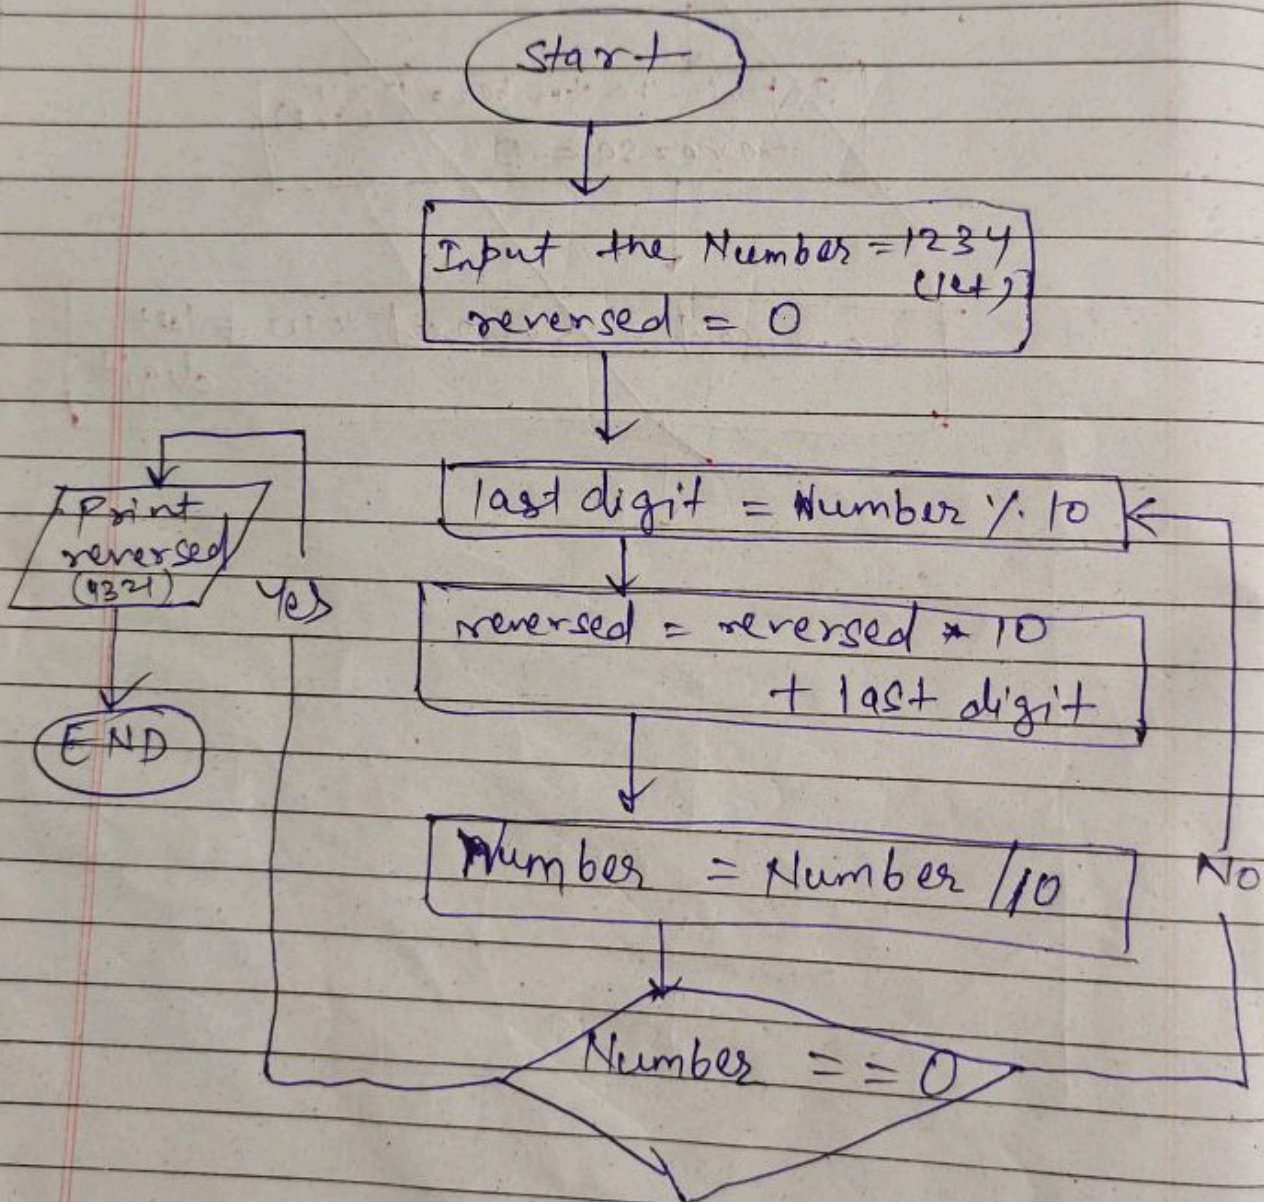 Start
Input the Number = 1234
(let)
reversed = 0
last digit = Number % 10
reversed = reversed * 10
+ last digit
Number = Number / 10
Number == 0
No
Yes
Print
reversed
(4321)
END